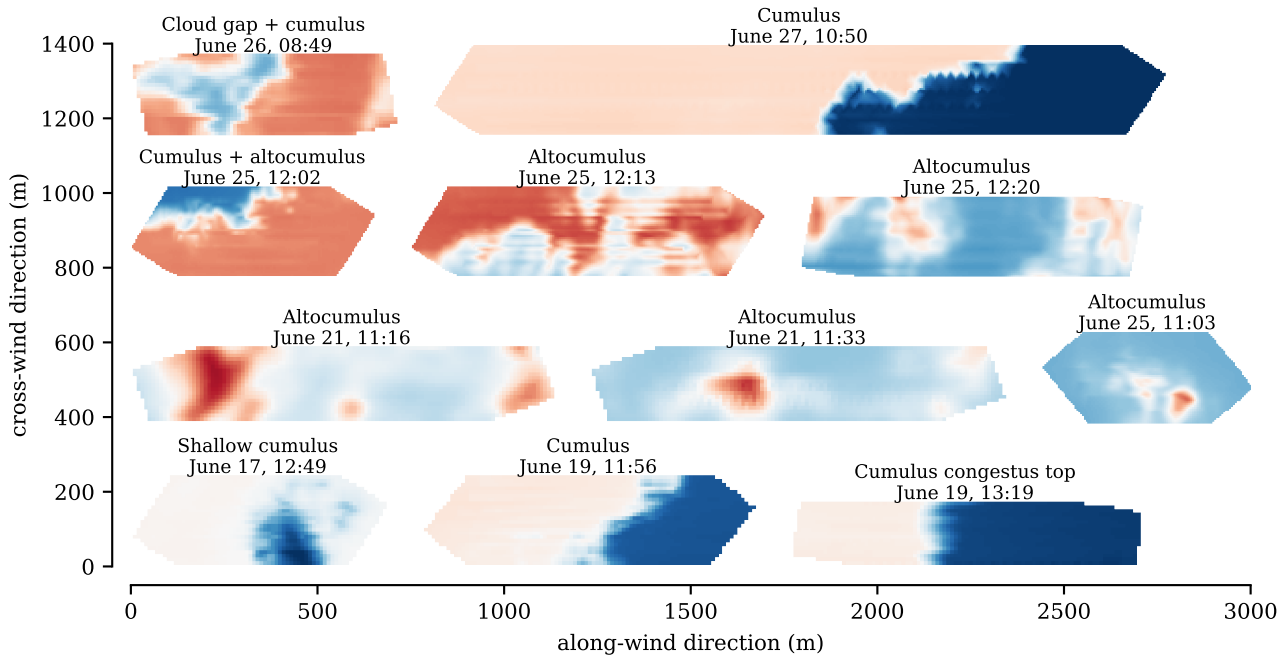 Cloud gap + cumulus
June 26, 08:49
Cumulus
June 27, 10:50
Cumulus + altocumulus
June 25, 12:02
Altocumulus
June 25, 12:13
Altocumulus
June 25, 12:20
Altocumulus
June 21, 11:16
Altocumulus
June 21, 11:33
Altocumulus
June 25, 11:03
Shallow cumulus
June 17, 12:49
Cumulus
June 19, 11:56
Cumulus congestus top
June 19, 13:19
cross-wind direction (m)
1400
1200
1000
800
600
400
200
0
0 500 1000 1500 2000 2500 3000
along-wind direction (m)